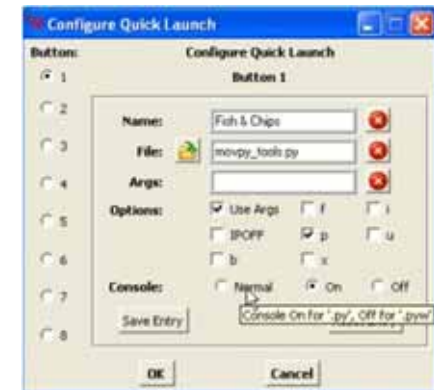 Configure Quick Launch
Button: Configure Quick Launch
1 Button 1
2
Name: Fish & Chips
3 File: movpy_tools.py
4 Args:
5 Options: Use Args f i
IPOFF p u
6 b x
7 Console: Normal On Off
Save Entry Console On for '.py', Off for '.pyw'
8
OK Cancel